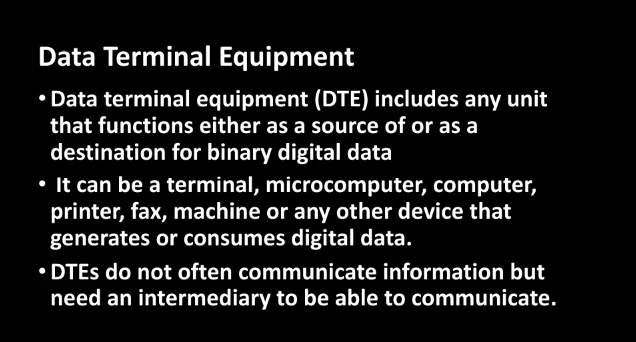 Data Terminal Equipment
• Data terminal equipment (DTE) includes any unit
that functions either as a source of or as a
destination for binary digital data
• It can be a terminal, microcomputer, computer,
printer, fax, machine or any other device that
generates or consumes digital data.
• DTEs do not often communicate information but
need an intermediary to be able to communicate.